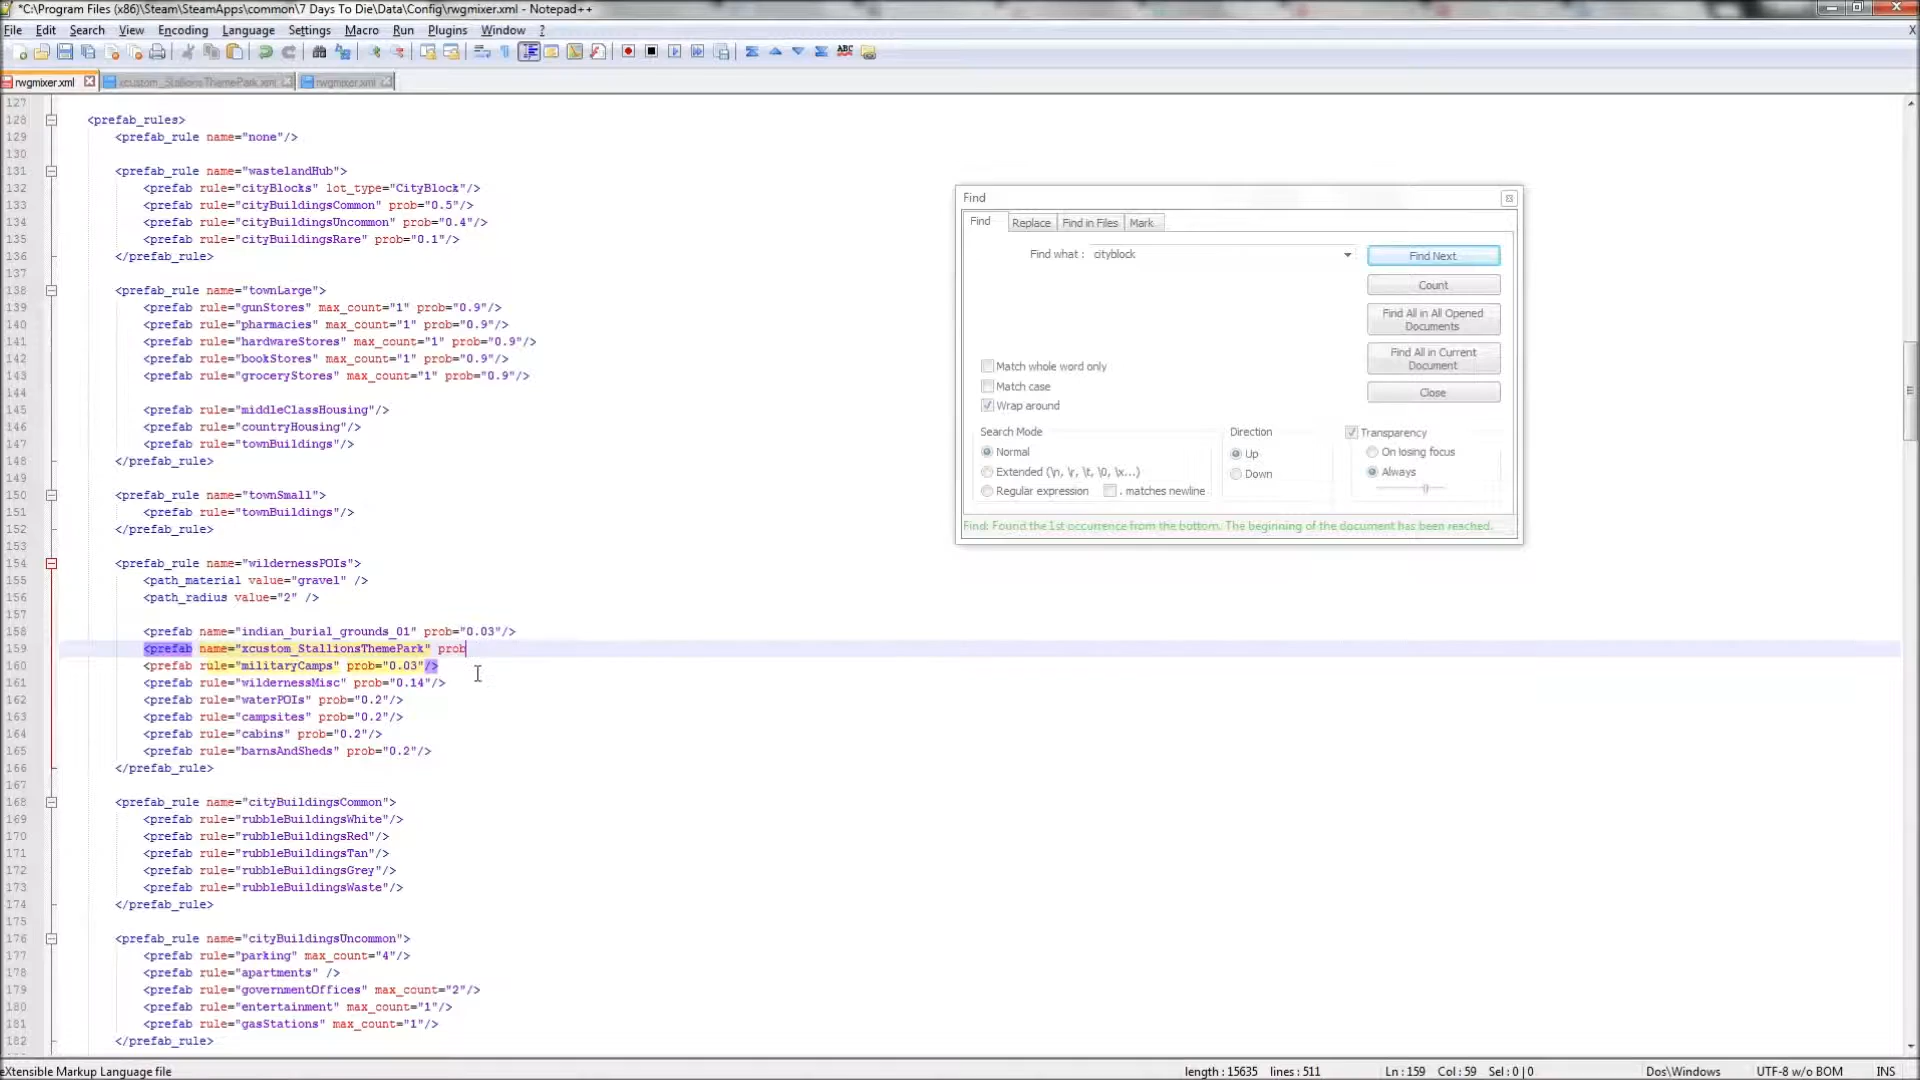 *C:\Program Files (x86)\Steam\SteamApps\common\7 Days To Die\Data\Config\rwgmixer.xml - Notepad++
File Edit Search View Encoding Language Settings Macro Run Plugins Window ? X
rwgmixer.xml xcustom_StallionsThemePark.xml rwgmixer.xml
127
128 <prefab_rules>
129 <prefab_rule name="none"/>
130
131 <prefab_rule name="wastelandHub">
132 <prefab rule="cityBlocks" lot_type="CityBlock"/>
133 <prefab rule="cityBuildingsCommon" prob="0.5"/>
134 <prefab rule="cityBuildingsUncommon" prob="0.4"/>
135 <prefab rule="cityBuildingsRare" prob="0.1"/>
136 </prefab_rule>
137
138 <prefab_rule name="townLarge">
139 <prefab rule="gunStores" max_count="1" prob="0.9"/>
140 <prefab rule="pharmacies" max_count="1" prob="0.9"/>
141 <prefab rule="hardwareStores" max_count="1" prob="0.9"/>
142 <prefab rule="bookStores" max_count="1" prob="0.9"/>
143 <prefab rule="groceryStores" max_count="1" prob="0.9"/>
144
145 <prefab rule="middleClassHousing"/>
146 <prefab rule="countryHousing"/>
147 <prefab rule="townBuildings"/>
148 </prefab_rule>
149
150 <prefab_rule name="townSmall">
151 <prefab rule="townBuildings"/>
152 </prefab_rule>
153
154 <prefab_rule name="wildernessPOIs">
155 <path_material value="gravel" />
156 <path_radius value="2" />
157
158 <prefab name="indian_burial_grounds_01" prob="0.03"/>
159 <prefab name="xcustom_StallionsThemePark" prob
160 <prefab rule="militaryCamps" prob="0.03"/>
161 <prefab rule="wildernessMisc" prob="0.14"/>
162 <prefab rule="waterPOIs" prob="0.2"/>
163 <prefab rule="campsites" prob="0.2"/>
164 <prefab rule="cabins" prob="0.2"/>
165 <prefab rule="barnsAndSheds" prob="0.2"/>
166 </prefab_rule>
167
168 <prefab_rule name="cityBuildingsCommon">
169 <prefab rule="rubbleBuildingsWhite"/>
170 <prefab rule="rubbleBuildingsRed"/>
171 <prefab rule="rubbleBuildingsTan"/>
172 <prefab rule="rubbleBuildingsGrey"/>
173 <prefab rule="rubbleBuildingsWaste"/>
174 </prefab_rule>
175
176 <prefab_rule name="cityBuildingsUncommon">
177 <prefab rule="parking" max_count="4"/>
178 <prefab rule="apartments" />
179 <prefab rule="governmentOffices" max_count="2"/>
180 <prefab rule="entertainment" max_count="1"/>
181 <prefab rule="gasStations" max_count="1"/>
182 </prefab_rule>
Find
Find Replace Find in Files Mark
Find what : cityblock Find Next
Count
Find All in All Opened Documents
Find All in Current Document
Close
Match whole word only
Match case
Wrap around
Search Mode
Normal
Extended (\n, \r, \t, \0, \x...)
Regular expression . matches newline
Direction
Up
Down
Transparency
On losing focus
Always
Find: Found the 1st occurrence from the bottom. The beginning of the document has been reached.
eXtensible Markup Language file length : 15635 lines : 511 Ln : 159 Col : 59 Sel : 0 | 0 Dos\Windows UTF-8 w/o BOM INS